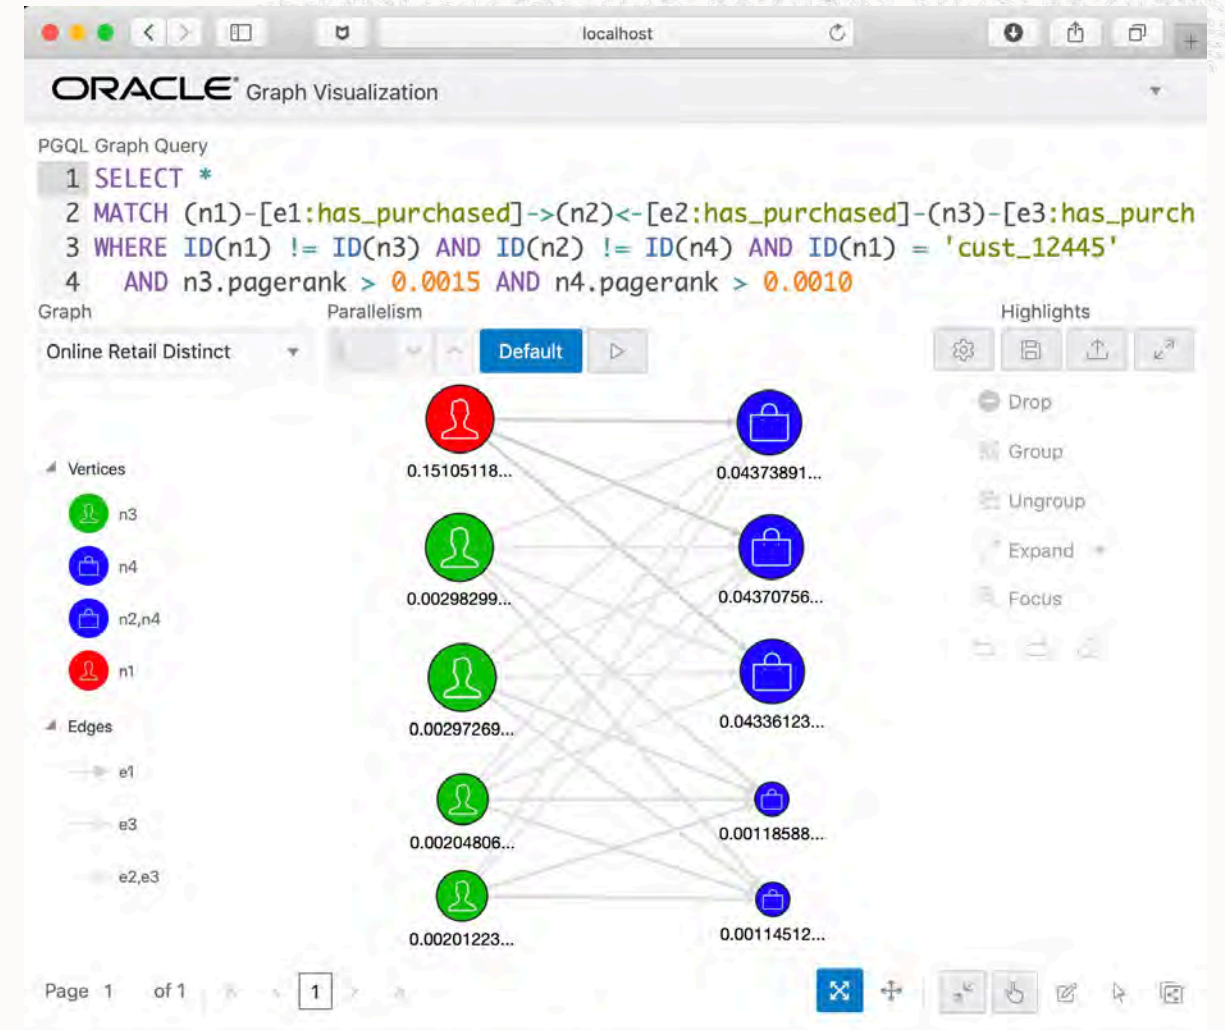 localhost
ORACLE Graph Visualization
PGQL Graph Query
1 SELECT *
2 MATCH (n1)-[e1:has_purchased]->(n2)<-[e2:has_purchased]-(n3)-[e3:has_purch
3 WHERE ID(n1) != ID(n3) AND ID(n2) != ID(n4) AND ID(n1) = 'cust_12445'
4 AND n3.pagerank > 0.0015 AND n4.pagerank > 0.0010
Graph Parallelism Highlights
Online Retail Distinct Default
Drop
Group
Ungroup
Expand
Focus
Vertices
n3
n4
n2,n4
n1
Edges
e1
e3
e2,e3
0.15105118... 0.04373891...
0.00298299... 0.04370756...
0.00297269... 0.04336123...
0.00204806... 0.00118588...
0.00201223... 0.00114512...
Page 1 of 1 1